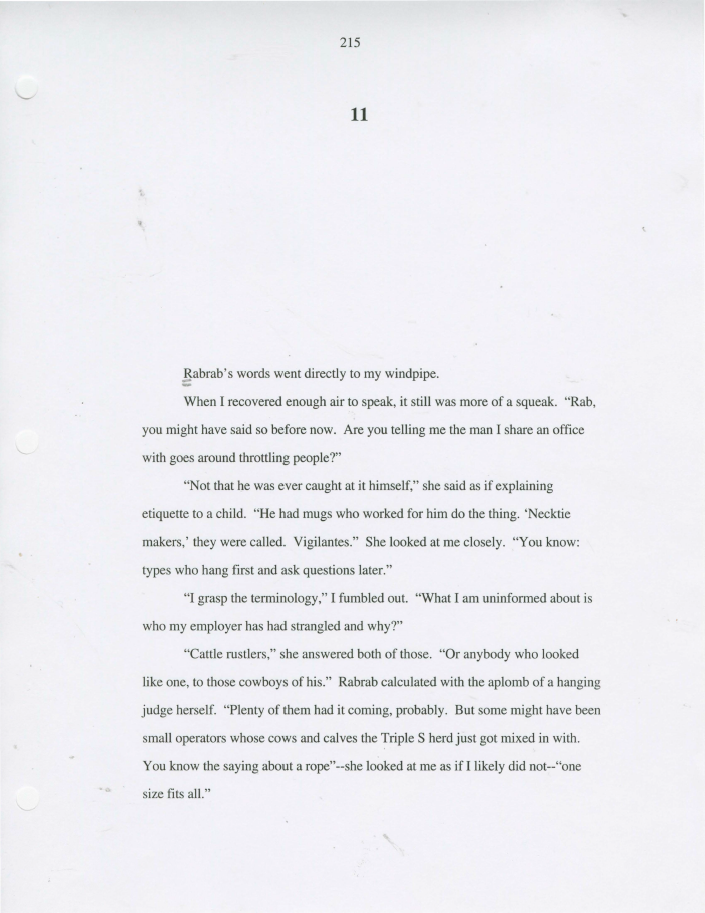 215
11
Rabrab’s words went directly to my windpipe.
When I recovered enough air to speak, it still was more of a squeak. “Rab,
you might have said so before now. Are you telling me the man I share an office
with goes around throttling people?”
“Not that he was ever caught at it himself,” she said as if explaining
etiquette to a child. “He had mugs who worked for him do the thing. ‘Necktie
makers,’ they were called. Vigilantes.” She looked at me closely. “You know:
types who hang first and ask questions later.”
“I grasp the terminology,” I fumbled out. “What I am uninformed about is
who my employer has had strangled and why?”
“Cattle rustlers,” she answered both of those. “Or anybody who looked
like one, to those cowboys of his.” Rabrab calculated with the aplomb of a hanging
judge herself. “Plenty of them had it coming, probably. But some might have been
small operators whose cows and calves the Triple S herd just got mixed in with.
You know the saying about a rope”--she looked at me as if I likely did not--“one
size fits all.”